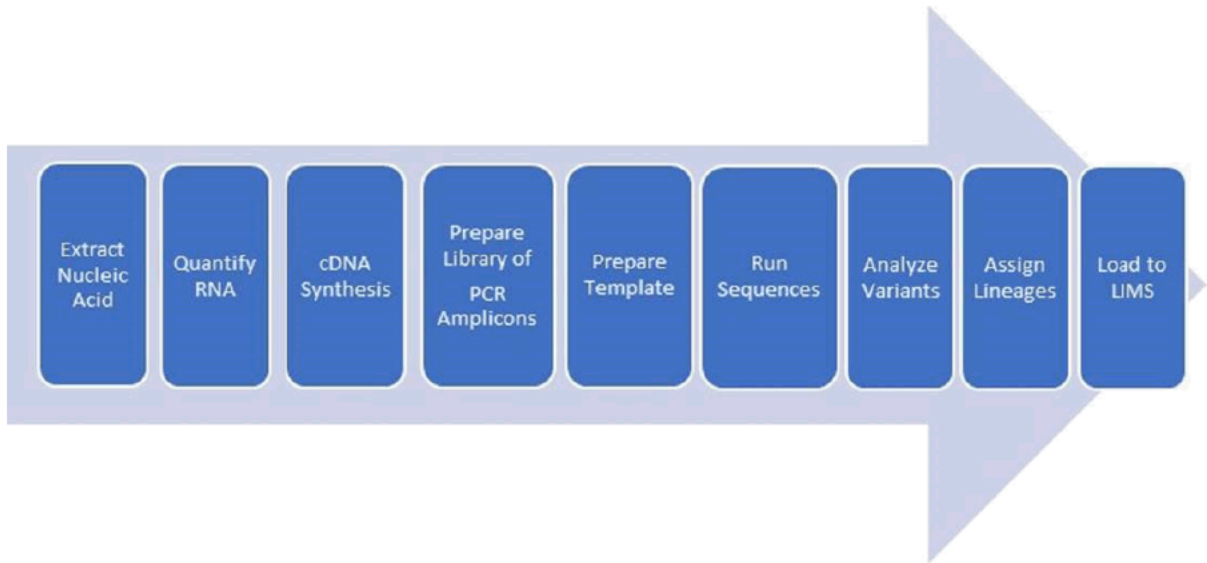 Extract
Nucleic
Acid
Quantify
RNA
cDNA
Synthesis
Prepare
Library of
PCR
Amplicons
Prepare
Template
Run
Sequences
Analyze
Variants
Assign
Lineages
Load to
LIMS